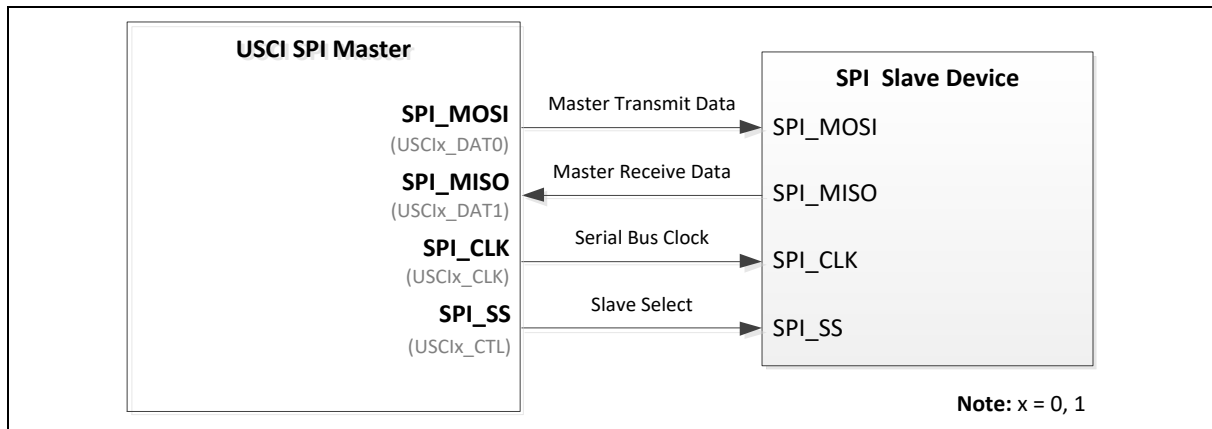 USCI SPI Master
SPI_MOSI
(USCIx_DAT0)
SPI_MISO
(USCIx_DAT1)
SPI_CLK
(USCIx_CLK)
SPI_SS
(USCIx_CTL)
Master Transmit Data
Master Receive Data
Serial Bus Clock
Slave Select
SPI Slave Device
SPI_MOSI
SPI_MISO
SPI_CLK
SPI_SS
Note: x = 0, 1